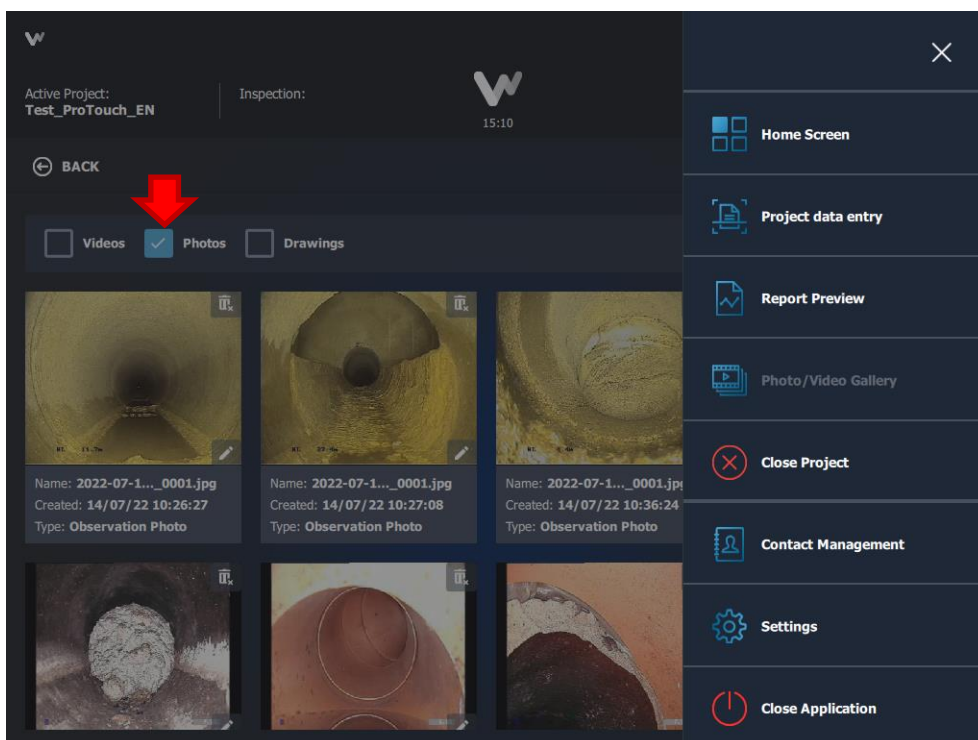 Active Project:
Test_ProTouch_EN
Inspection:
15:10
BACK
Videos
Photos
Drawings
Name: 2022-07-1..._0001.jpg
Created: 14/07/22 10:26:27
Type: Observation Photo
Name: 2022-07-1..._0001.jpg
Created: 14/07/22 10:27:08
Type: Observation Photo
Name: 2022-07-1..._0001.jp
Created: 14/07/22 10:36:24
Type: Observation Photo
Home Screen
Project data entry
Report Preview
Photo/Video Gallery
Close Project
Contact Management
Settings
Close Application